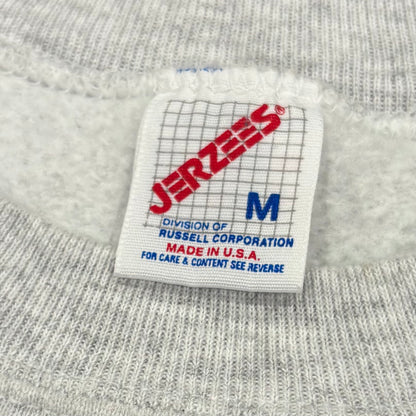 JERZEES®
M
DIVISION OF
RUSSELL CORPORATION
MADE IN U.S.A.
FOR CARE & CONTENT SEE REVERSE